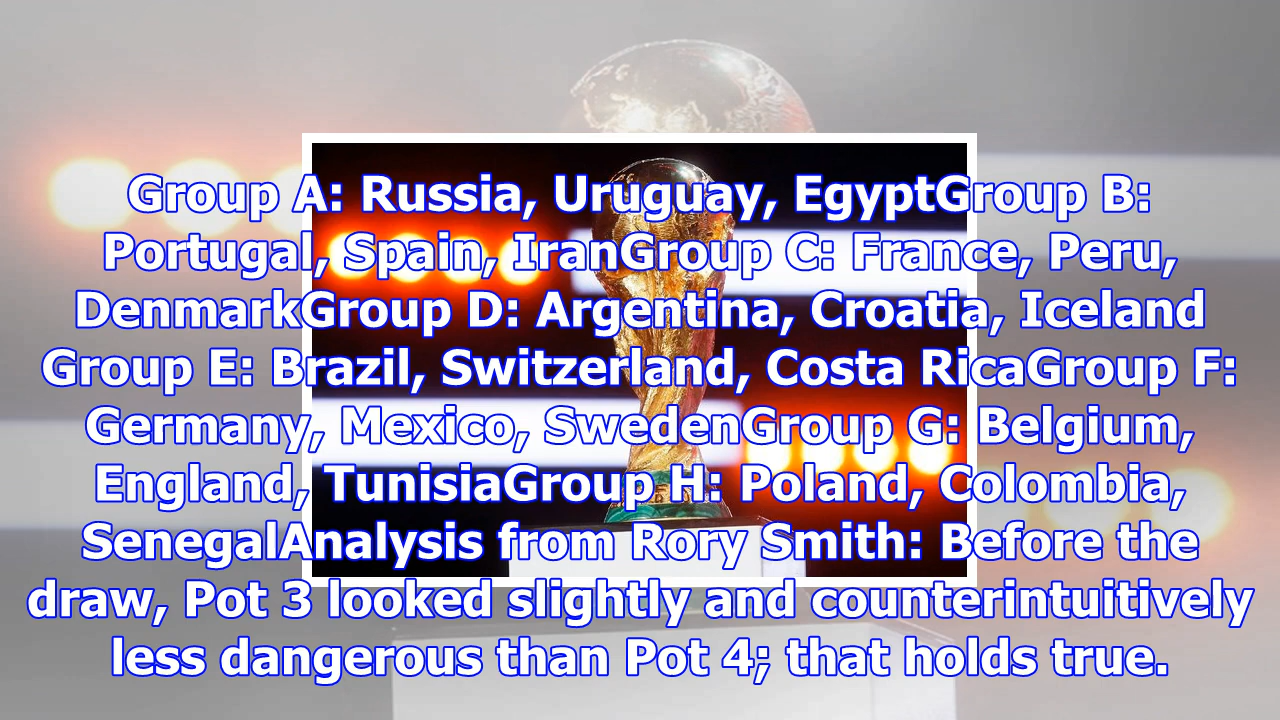 Group A: Russia, Uruguay, EgyptGroup B:
Portugal, Spain, IranGroup C: France, Peru,
DenmarkGroup D: Argentina, Croatia, Iceland
Group E: Brazil, Switzerland, Costa RicaGroup F:
Germany, Mexico, SwedenGroup G: Belgium,
England, TunisiaGroup H: Poland, Colombia,
SenegalAnalysis from Rory Smith: Before the
draw, Pot 3 looked slightly and counterintuitively
less dangerous than Pot 4; that holds true.